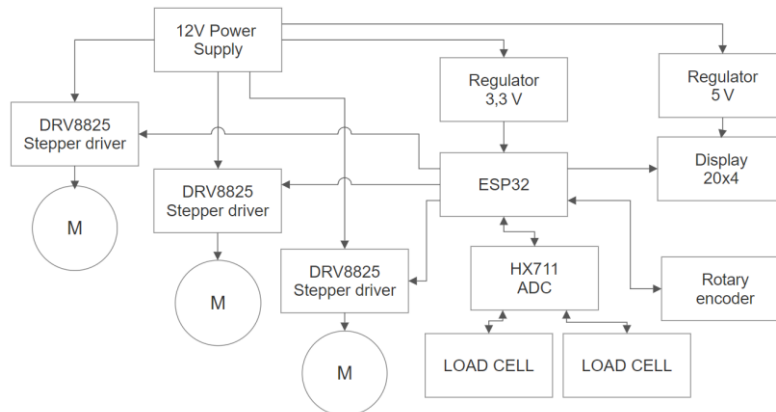 12V Power
Supply
Regulator
3,3 V
Regulator
5 V
DRV8825
Stepper driver
ESP32
Display
20x4
DRV8825
Stepper driver
M
DRV8825
Stepper driver
HX711
ADC
Rotary
encoder
M
LOAD CELL
LOAD CELL
M